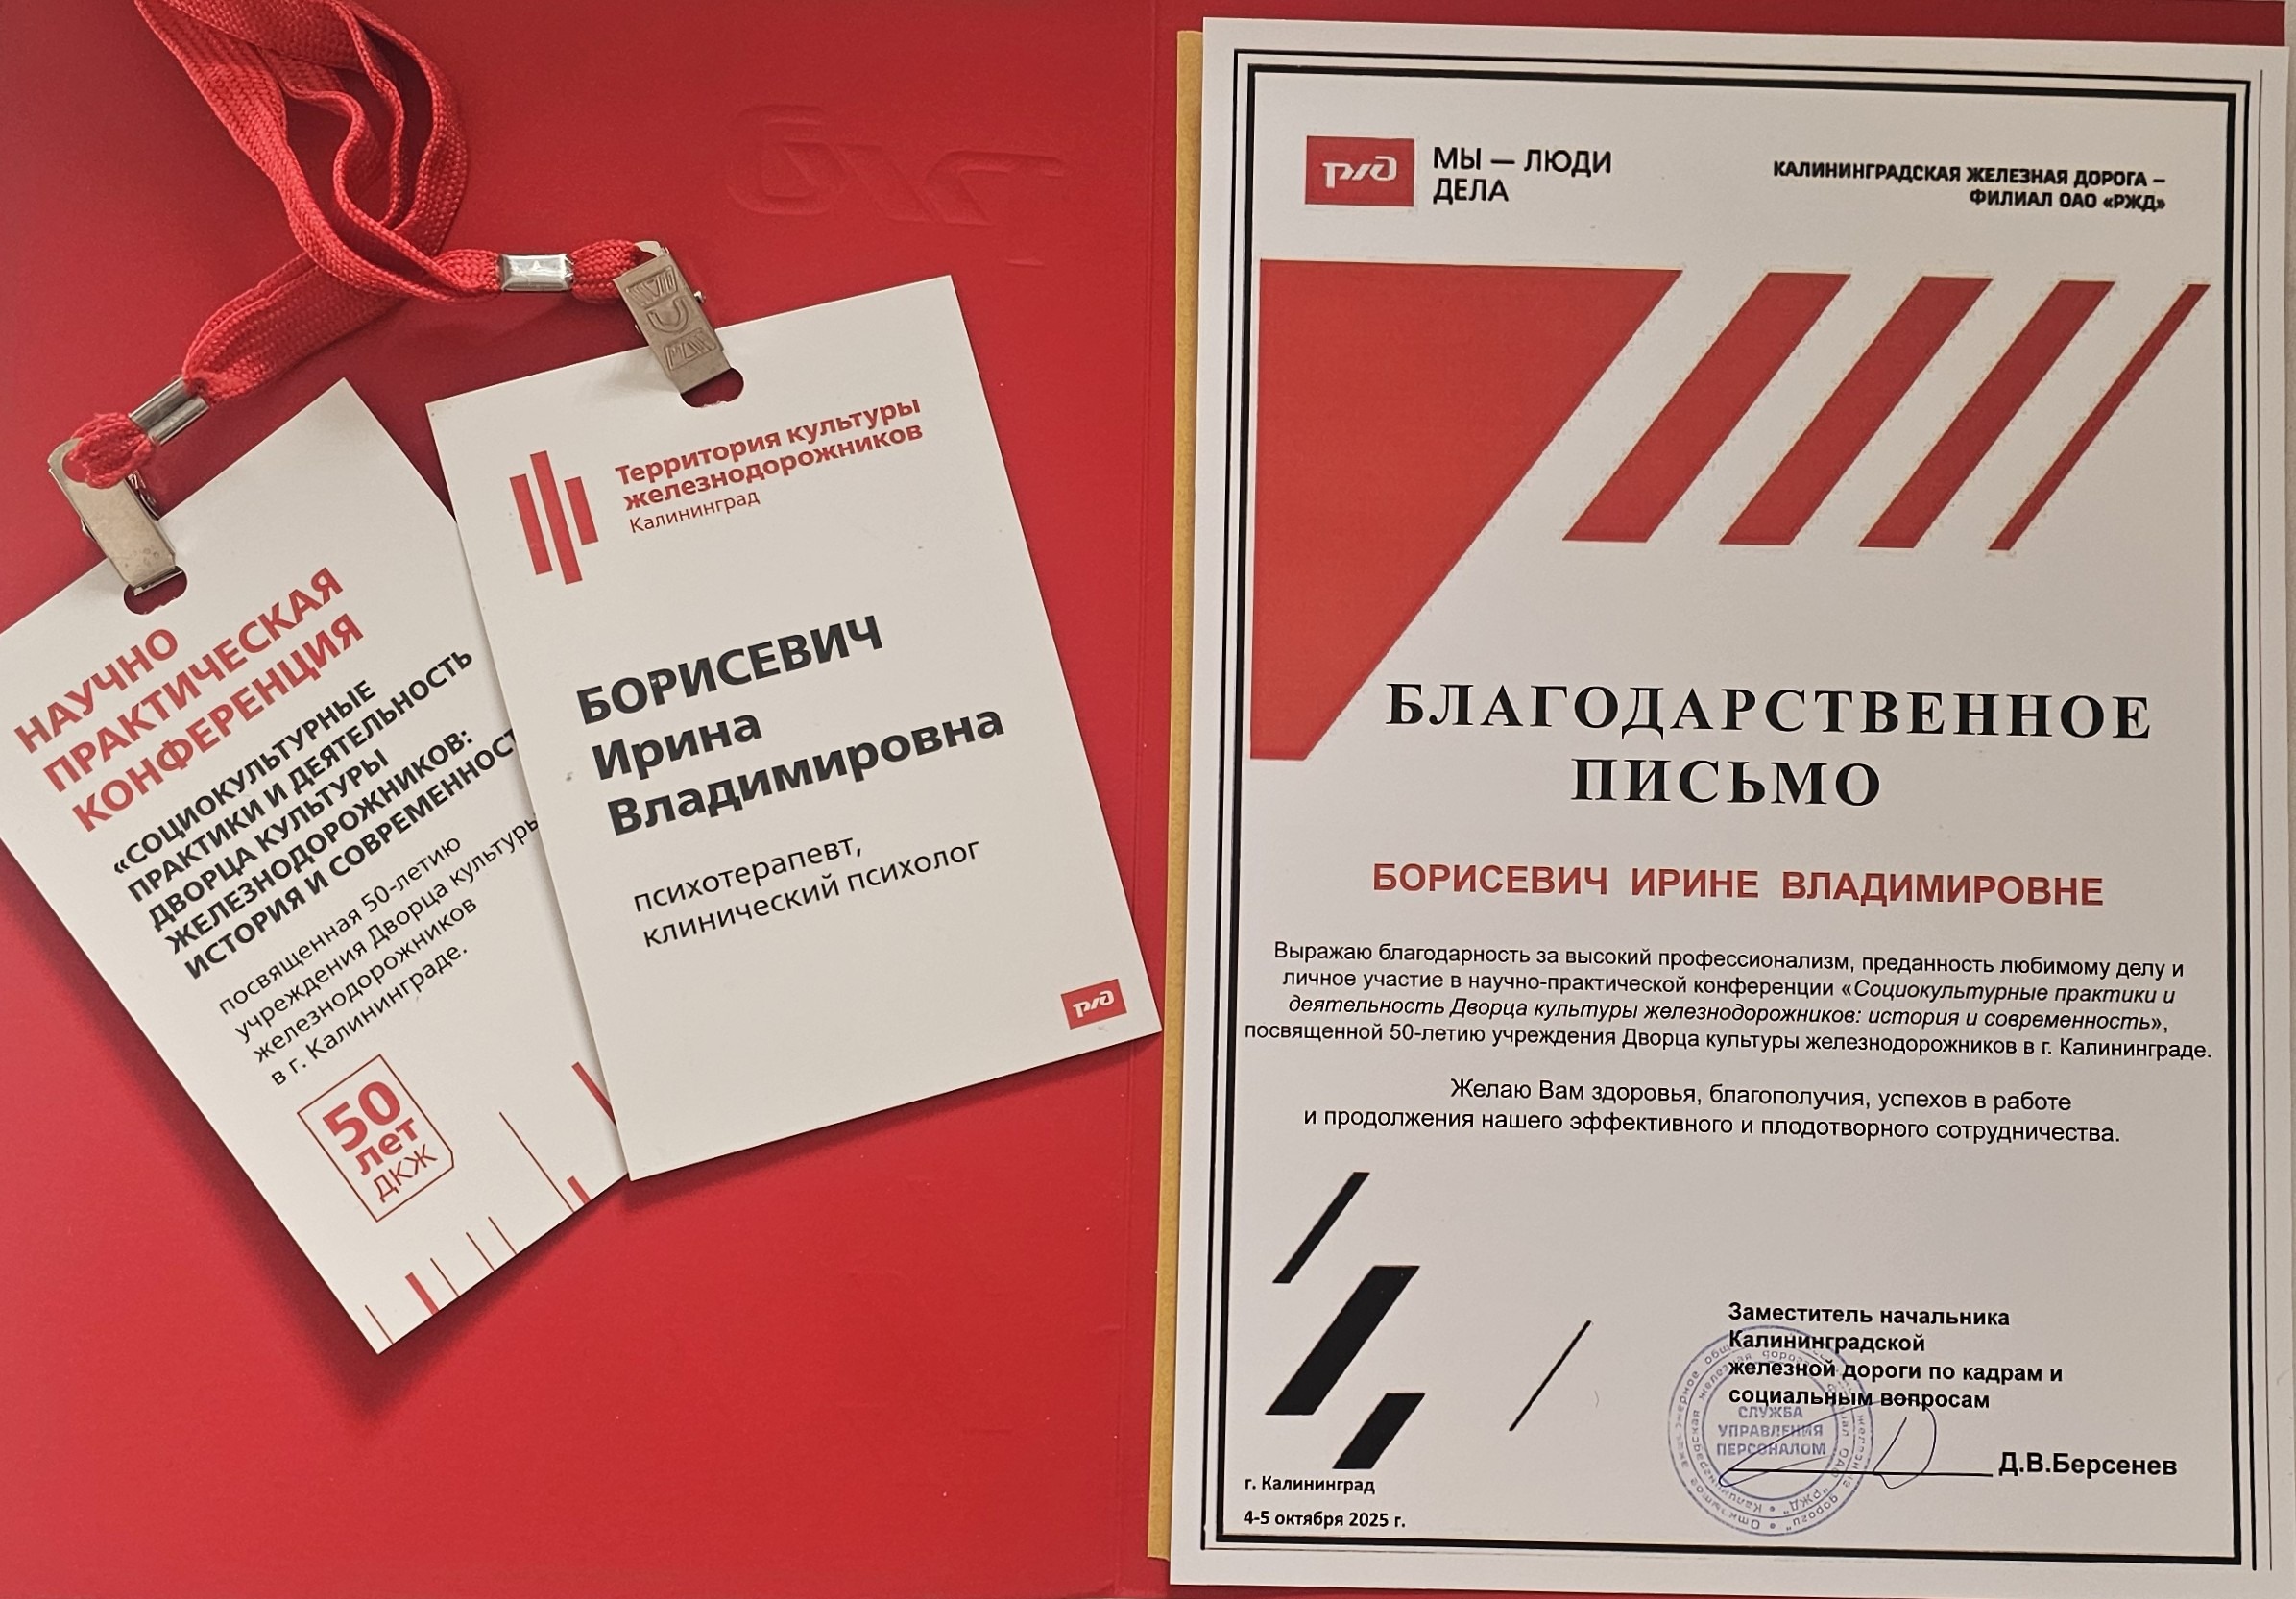 НАУЧНО
ПРАКТИЧЕСКАЯ
КОНФЕРЕНЦИЯ
«СОЦИОКУЛЬТУРНЫЕ
ПРАКТИКИ И ДЕЯТЕЛЬНОСТЬ
ДВОРЦА КУЛЬТУРЫ
ЖЕЛЕЗНОДОРОЖНИКОВ:
ИСТОРИЯ И СОВРЕМЕННОСТ
посвященная 50-летию
учреждения Дворца культуры
железнодорожников
в г. Калининграде.
50
лет
ДКЖ
Территория культуры
железнодорожников
Калининград
БОРИСЕВИЧ
Ирина
Владимировна
психотерапевт,
клинический психолог
ржд
ржд
МЫ — ЛЮДИ
ДЕЛА
КАЛИНИНГРАДСКАЯ ЖЕЛЕЗНАЯ ДОРОГА –
ФИЛИАЛ ОАО «РЖД»
БЛАГОДАРСТВЕННОЕ
ПИСЬМО
БОРИСЕВИЧ ИРИНЕ ВЛАДИМИРОВНЕ
Выражаю благодарность за высокий профессионализм, преданность любимому делу и
личное участие в научно-практической конференции «Социокультурные практики и
деятельность Дворца культуры железнодорожников: история и современность»,
посвященной 50-летию учреждения Дворца культуры железнодорожников в г. Калининграде.
Желаю Вам здоровья, благополучия, успехов в работе
и продолжения нашего эффективного и плодотворного сотрудничества.
Заместитель начальника
Калининградской
железной дороги по кадрам и
социальным вопросам
СЛУЖБА
УПРАВЛЕНИЯ
ПЕРСОНАЛОМ
Д.В.Берсенев
г. Калининград
4-5 октября 2025 г.